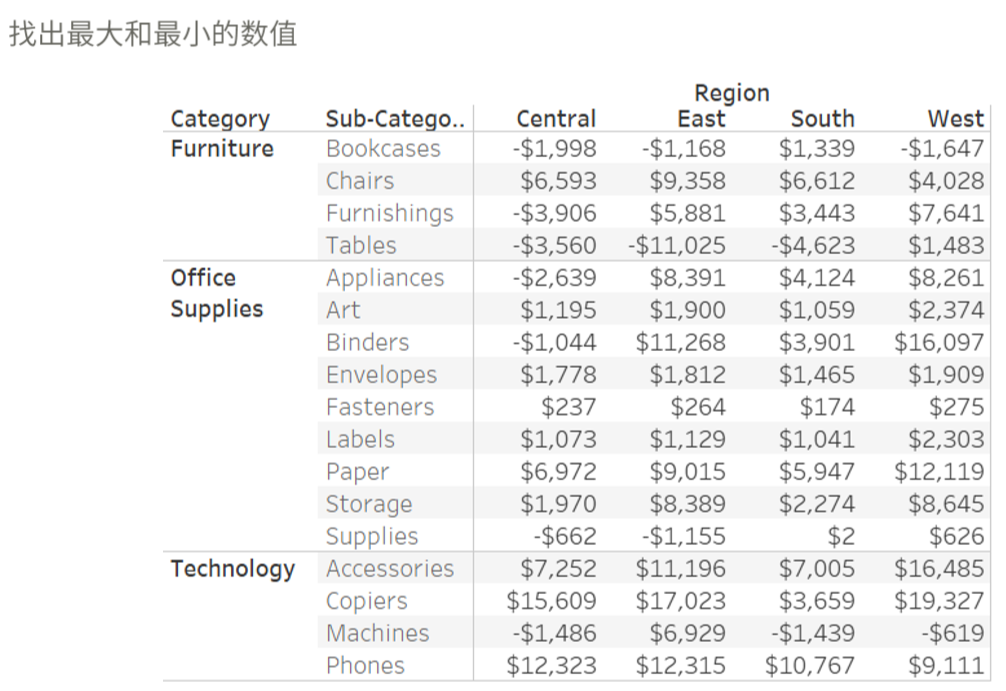 找出最大和最小的数值
Region
Category Sub-Catego.. Central East South West
Furniture Bookcases -$1,998 -$1,168 $1,339 -$1,647
Chairs $6,593 $9,358 $6,612 $4,028
Furnishings -$3,906 $5,881 $3,443 $7,641
Tables -$3,560 -$11,025 -$4,623 $1,483
Office Appliances -$2,639 $8,391 $4,124 $8,261
Supplies Art $1,195 $1,900 $1,059 $2,374
Binders -$1,044 $11,268 $3,901 $16,097
Envelopes $1,778 $1,812 $1,465 $1,909
Fasteners $237 $264 $174 $275
Labels $1,073 $1,129 $1,041 $2,303
Paper $6,972 $9,015 $5,947 $12,119
Storage $1,970 $8,389 $2,274 $8,645
Supplies -$662 -$1,155 $2 $626
Technology Accessories $7,252 $11,196 $7,005 $16,485
Copiers $15,609 $17,023 $3,659 $19,327
Machines -$1,486 $6,929 -$1,439 -$619
Phones $12,323 $12,315 $10,767 $9,111